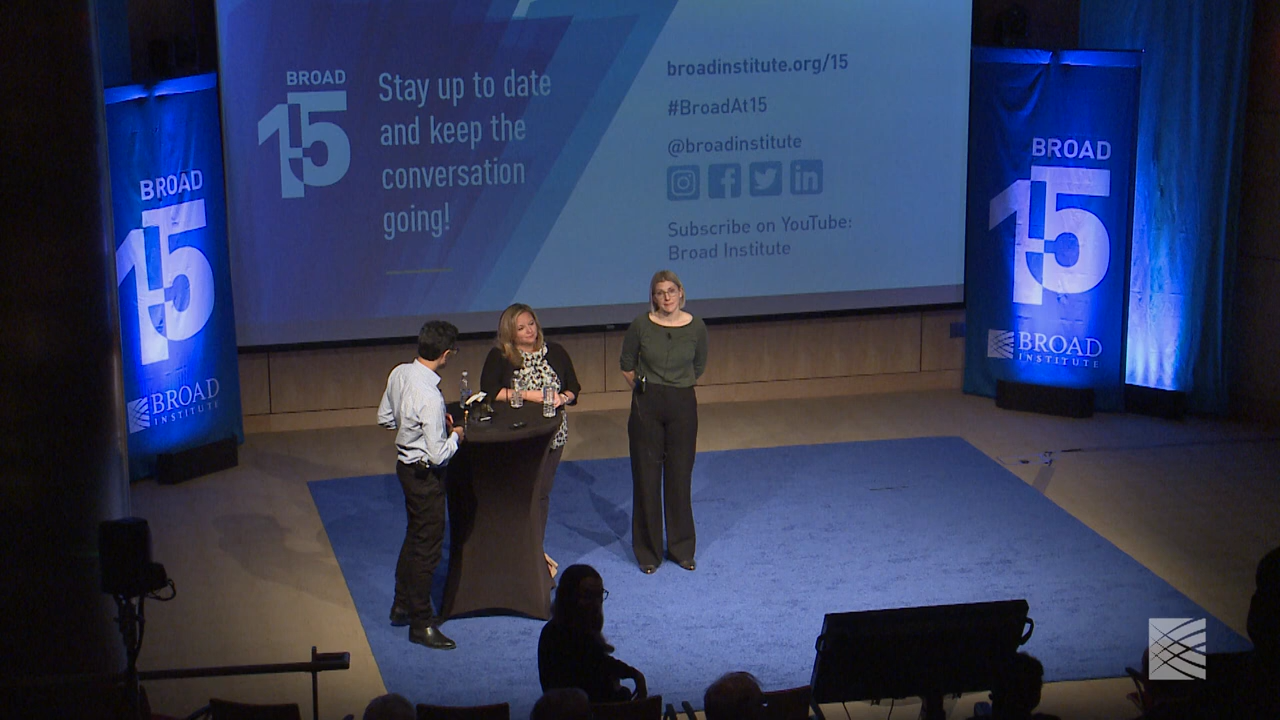 BROAD
15
Stay up to date
and keep the
conversation
going!
broadinstitute.org/15
#BroadAt15
@broadinstitute
in
Subscribe on YouTube:
Broad Institute
BROAD
15
BROAD
INSTITUTE
BROAD
15
BROAD
INSTITUTE